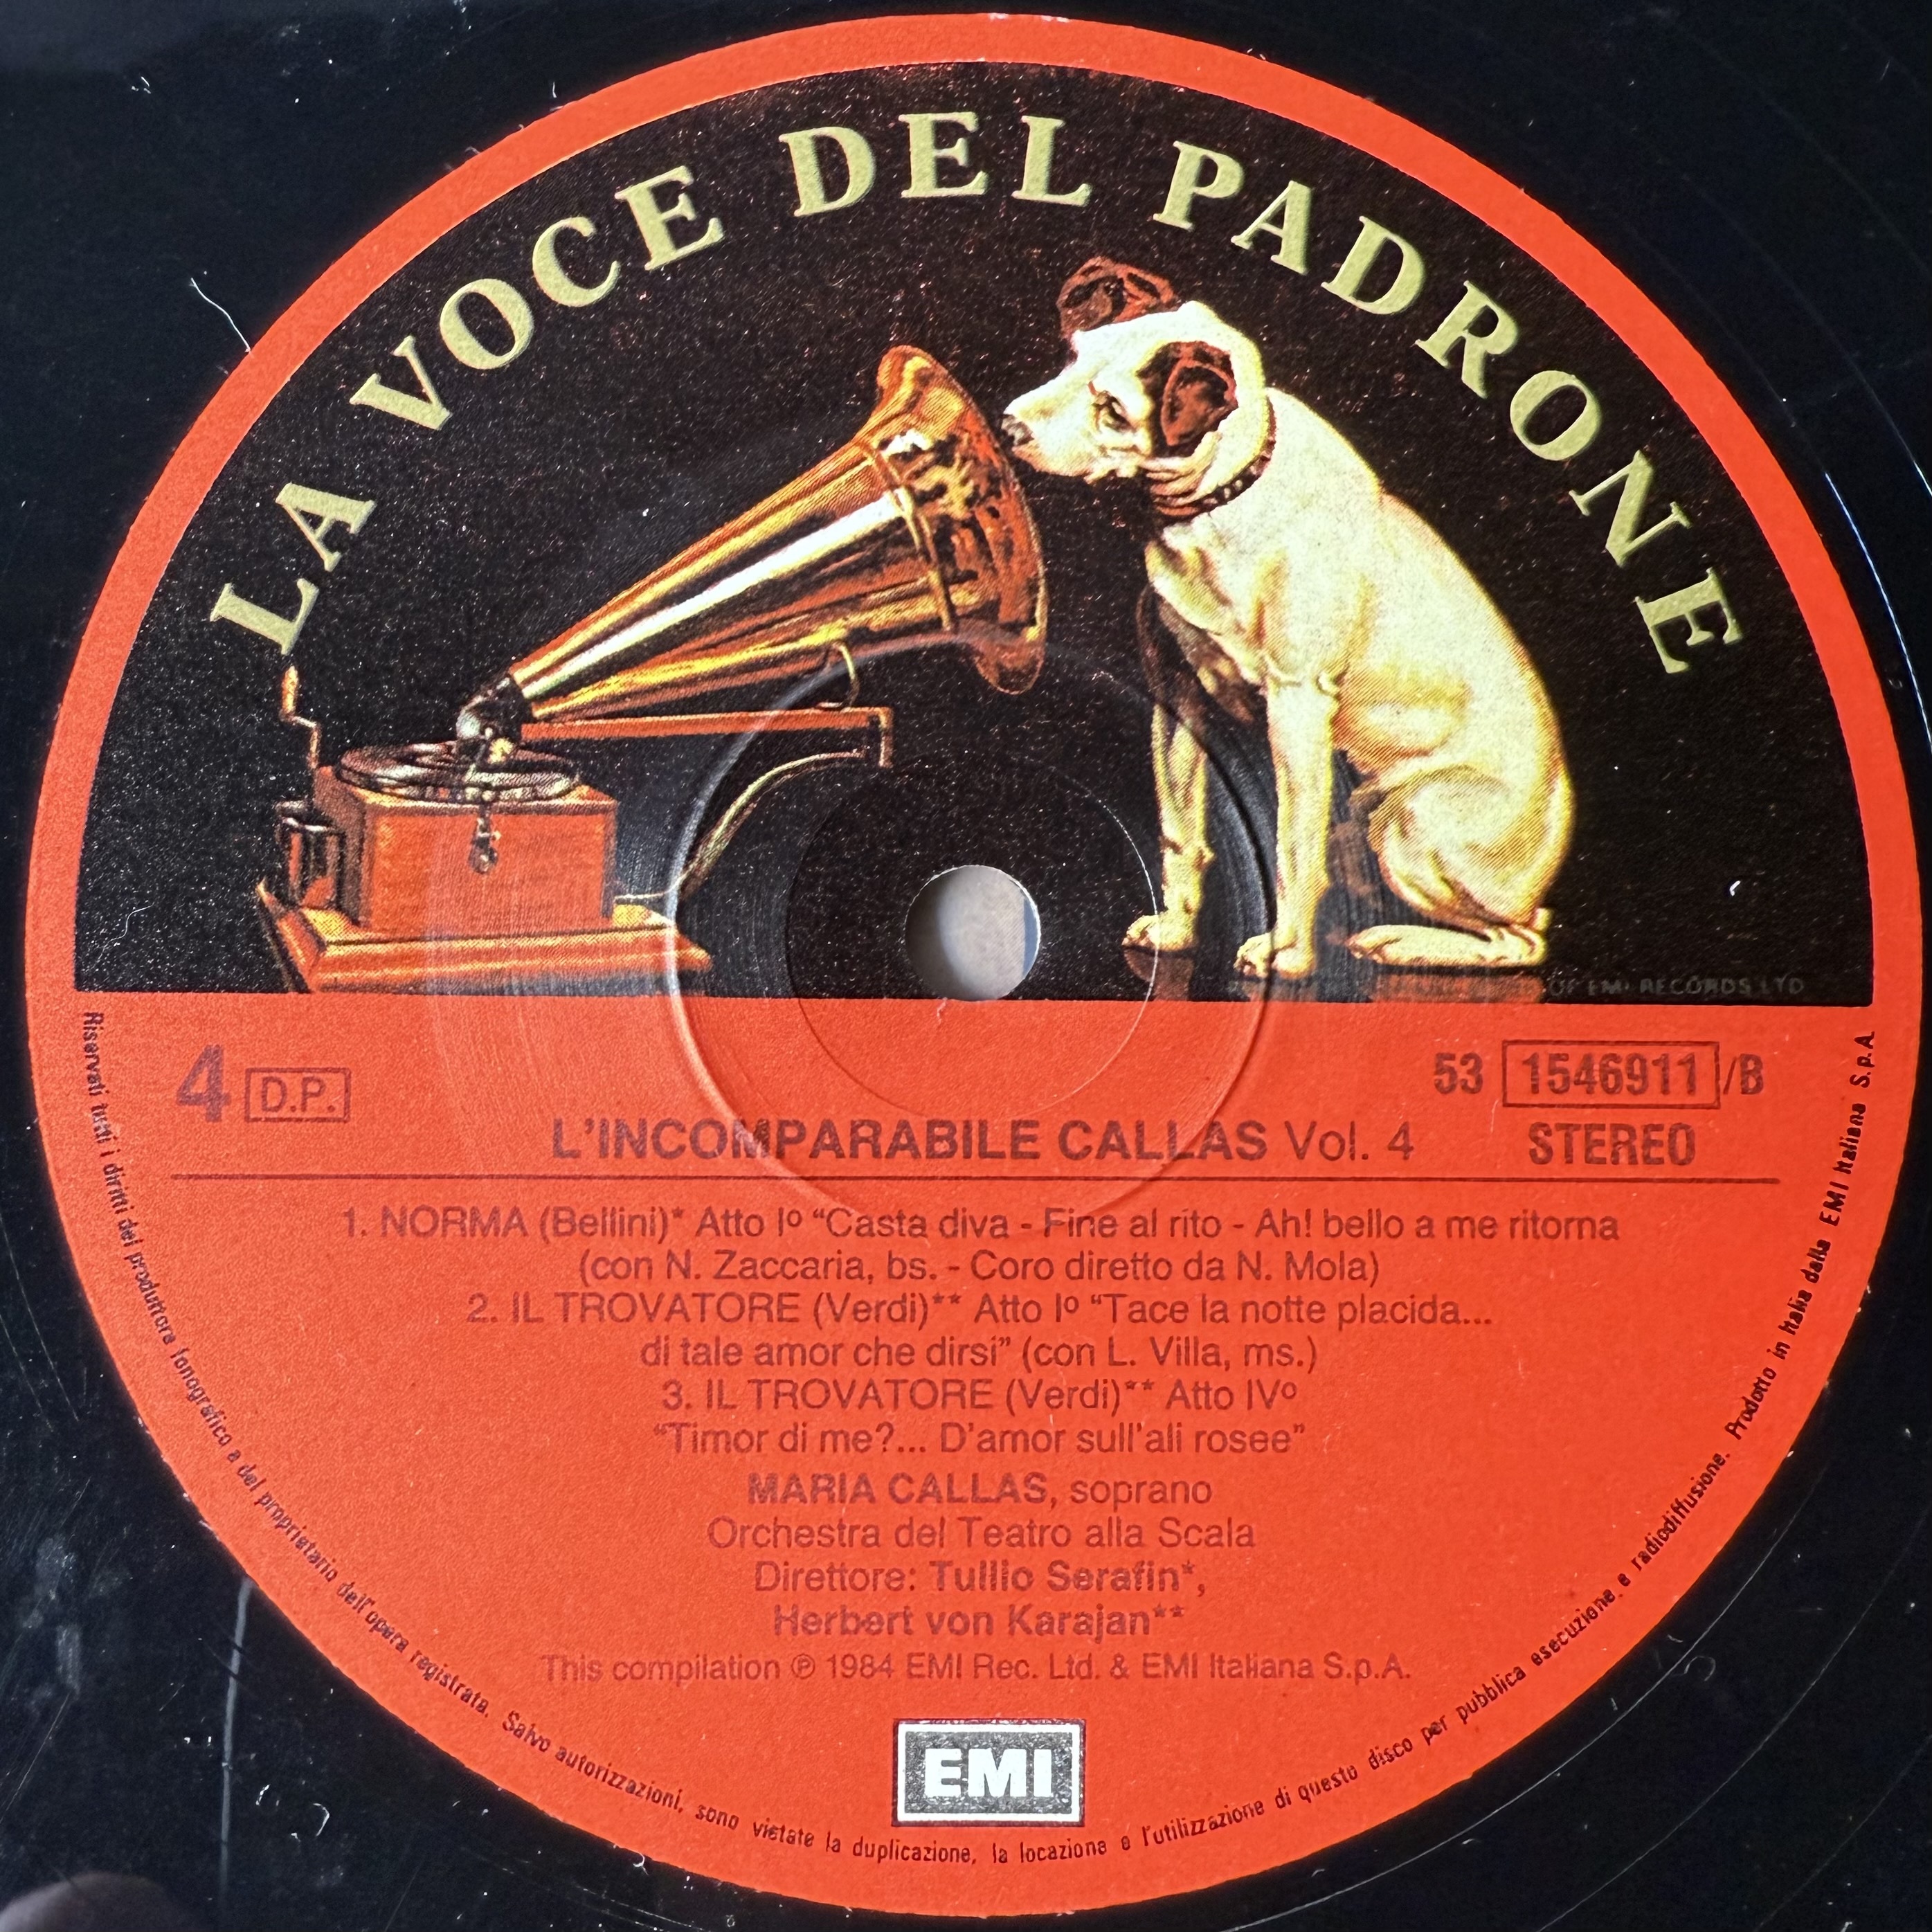 LA VOCE DEL PADRONE
OF EMI RECORDS LTD
4 D.P.
53 1546911 /B
L'INCOMPARABILE CALLAS Vol. 4
STEREO
1. NORMA (Bellini)* Atto Iº “Casta diva - Fine al rito - Ah! bello a me ritorna
(con N. Zaccaria, bs. - Coro diretto da N. Mola)
2. IL TROVATORE (Verdi)** Atto Iº “Tace la notte placida...
di tale amor che dirsi” (con L. Villa, ms.)
3. IL TROVATORE (Verdi)** Atto IVº
“Timor di me?... D'amor sull'ali rosee”
MARIA CALLAS, soprano
Orchestra del Teatro alla Scala
Direttore: Tullio Serafin*,
Herbert von Karajan**
This compilation ℗ 1984 EMI Rec. Ltd. & EMI Italiana S.p.A.
EMI
Riservati tutti i diritti del produttore fonografico e del proprietario dell'opera registrata. Salvo autorizzazioni, sono vietate la duplicazione, la locazione e l'utilizzazione di questo disco per pubblica esecuzione e radiodiffusione. Prodotto in Italia dalla EMI Italiana S.p.A.